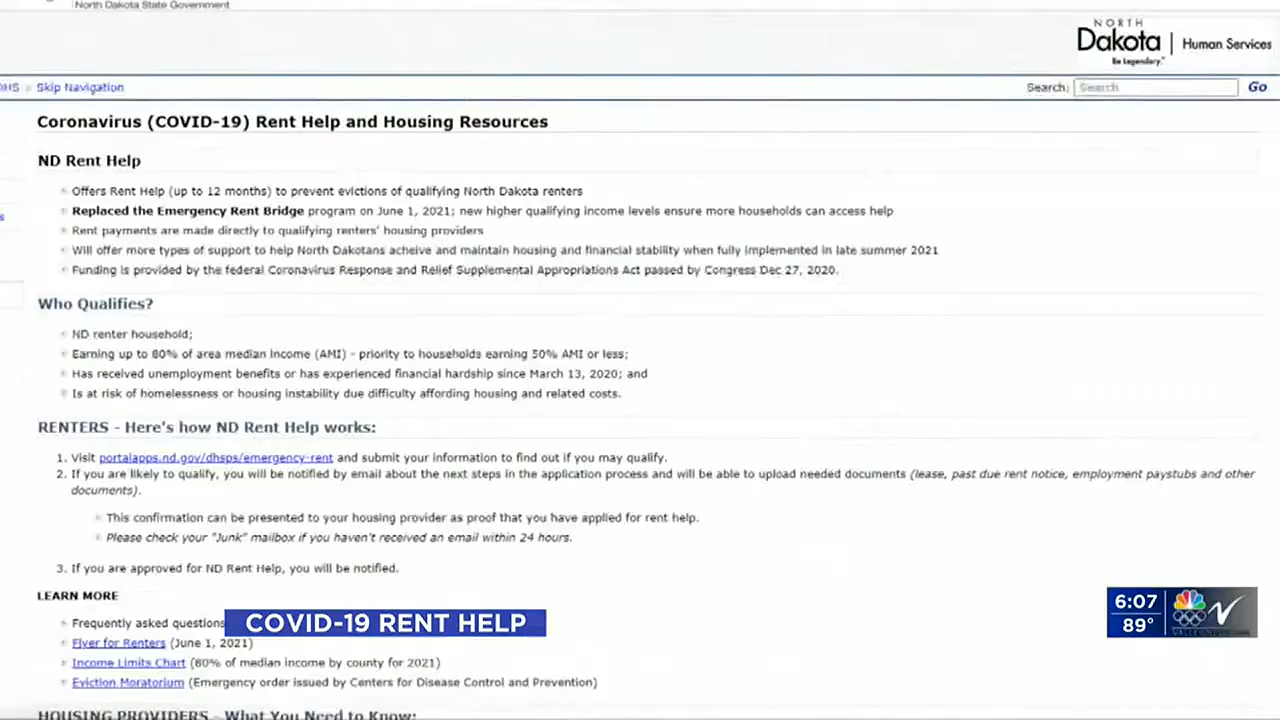 North Dakota State Government
NORTH
Dakota
Be Legendary.™
Human Services
DHS » Skip Navigation
Search: Search Go
Coronavirus (COVID-19) Rent Help and Housing Resources
ND Rent Help
Offers Rent Help (up to 12 months) to prevent evictions of qualifying North Dakota renters
Replaced the Emergency Rent Bridge program on June 1, 2021; new higher qualifying income levels ensure more households can access help
Rent payments are made directly to qualifying renters' housing providers
Will offer more types of support to help North Dakotans acheive and maintain housing and financial stability when fully implemented in late summer 2021
Funding is provided by the federal Coronavirus Response and Relief Supplemental Appropriations Act passed by Congress Dec 27, 2020.
Who Qualifies?
ND renter household;
Earning up to 80% of area median income (AMI) - priority to households earning 50% AMI or less;
Has received unemployment benefits or has experienced financial hardship since March 13, 2020; and
Is at risk of homelessness or housing instability due difficulty affording housing and related costs.
RENTERS - Here's how ND Rent Help works:
1. Visit portalapps.nd.gov/dhsps/emergency-rent and submit your information to find out if you may qualify.
2. If you are likely to qualify, you will be notified by email about the next steps in the application process and will be able to upload needed documents (lease, past due rent notice, employment paystubs and other
documents).
This confirmation can be presented to your housing provider as proof that you have applied for rent help.
Please check your "Junk" mailbox if you haven't received an email within 24 hours.
3. If you are approved for ND Rent Help, you will be notified.
LEARN MORE
Frequently asked questions
COVID-19 RENT HELP
6:07
89°
Flyer for Renters (June 1, 2021)
Income Limits Chart (80% of median income by county for 2021)
Eviction Moratorium (Emergency order issued by Centers for Disease Control and Prevention)
HOUSING PROVIDERS - What You Need to Know: